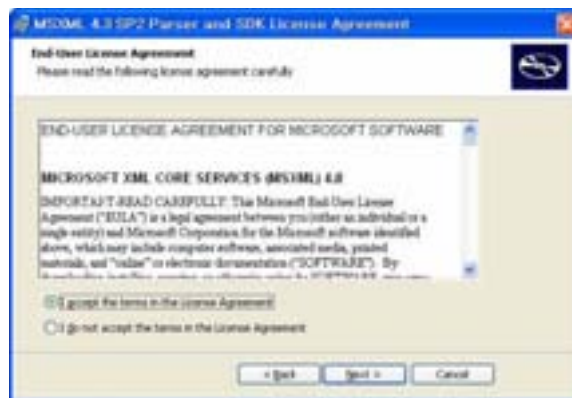 MSXML 4.0 SP2 Parser and SDK License Agreement
End-User License Agreement
Please read the following license agreement carefully
END-USER LICENSE AGREEMENT FOR MICROSOFT SOFTWARE
MICROSOFT XML CORE SERVICES (MSXML) 4.0
IMPORTANT-READ CAREFULLY: This Microsoft End-User License
Agreement ("EULA") is a legal agreement between you (either an individual or a
single entity) and Microsoft Corporation for the Microsoft software identified
above, which may include computer software, associated media, printed
materials, and "online" or electronic documentation ("SOFTWARE"). By
I accept the terms in the License Agreement
I do not accept the terms in the License Agreement
< Back
Next >
Cancel